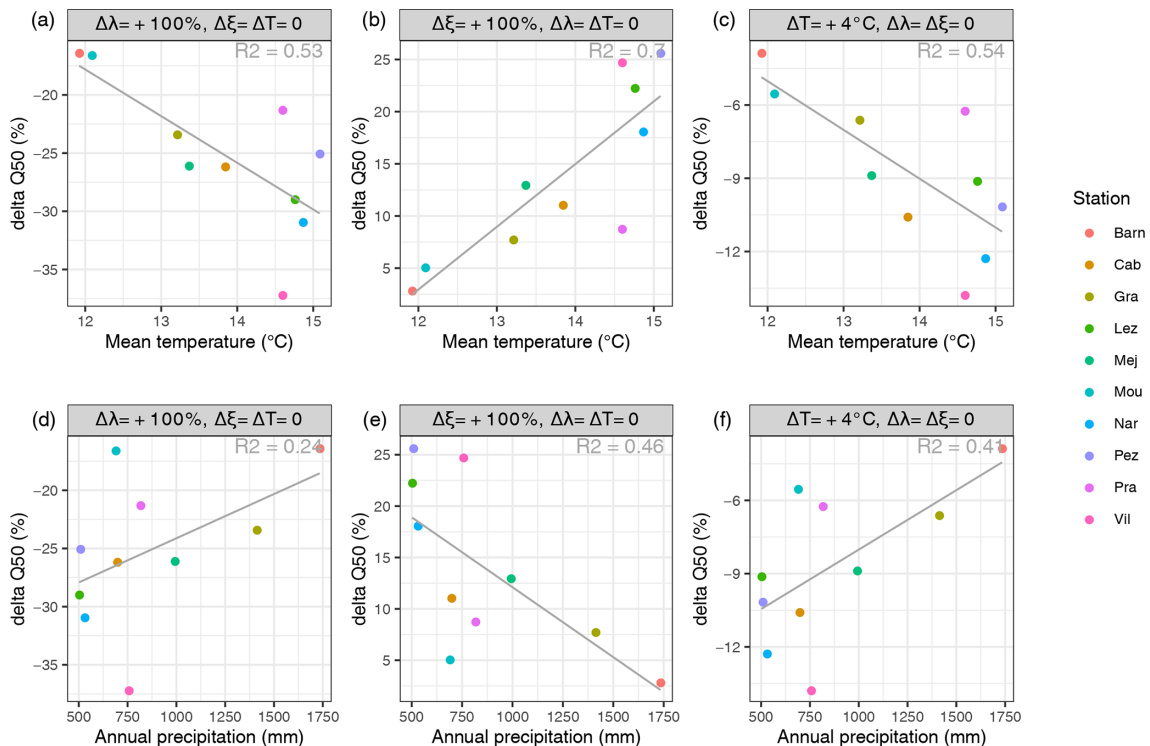 (a)
Δλ= + 100%, Δξ= ΔT= 0
R2 = 0.53
−20
−25
−30
−35
delta Q50 (%)
12 13 14 15
Mean temperature (°C)
(b)
Δξ= + 100%, Δλ= ΔT= 0
R2 = 0.7
25
20
15
10
5
delta Q50 (%)
12 13 14 15
Mean temperature (°C)
(c)
ΔT= + 4°C, Δλ= Δξ= 0
R2 = 0.54
−6
−9
−12
delta Q50 (%)
12 13 14 15
Mean temperature (°C)
(d)
Δλ= + 100%, Δξ= ΔT= 0
R2 = 0.24
−20
−25
−30
−35
delta Q50 (%)
500 750 1000 1250 1500 1750
Annual precipitation (mm)
(e)
Δξ= + 100%, Δλ= ΔT= 0
R2 = 0.46
25
20
15
10
5
delta Q50 (%)
500 750 1000 1250 1500 1750
Annual precipitation (mm)
(f)
ΔT= + 4°C, Δλ= Δξ= 0
R2 = 0.41
−6
−9
−12
delta Q50 (%)
500 750 1000 1250 1500 1750
Annual precipitation (mm)
Station
Barn
Cab
Gra
Lez
Mej
Mou
Nar
Pez
Pra
Vil